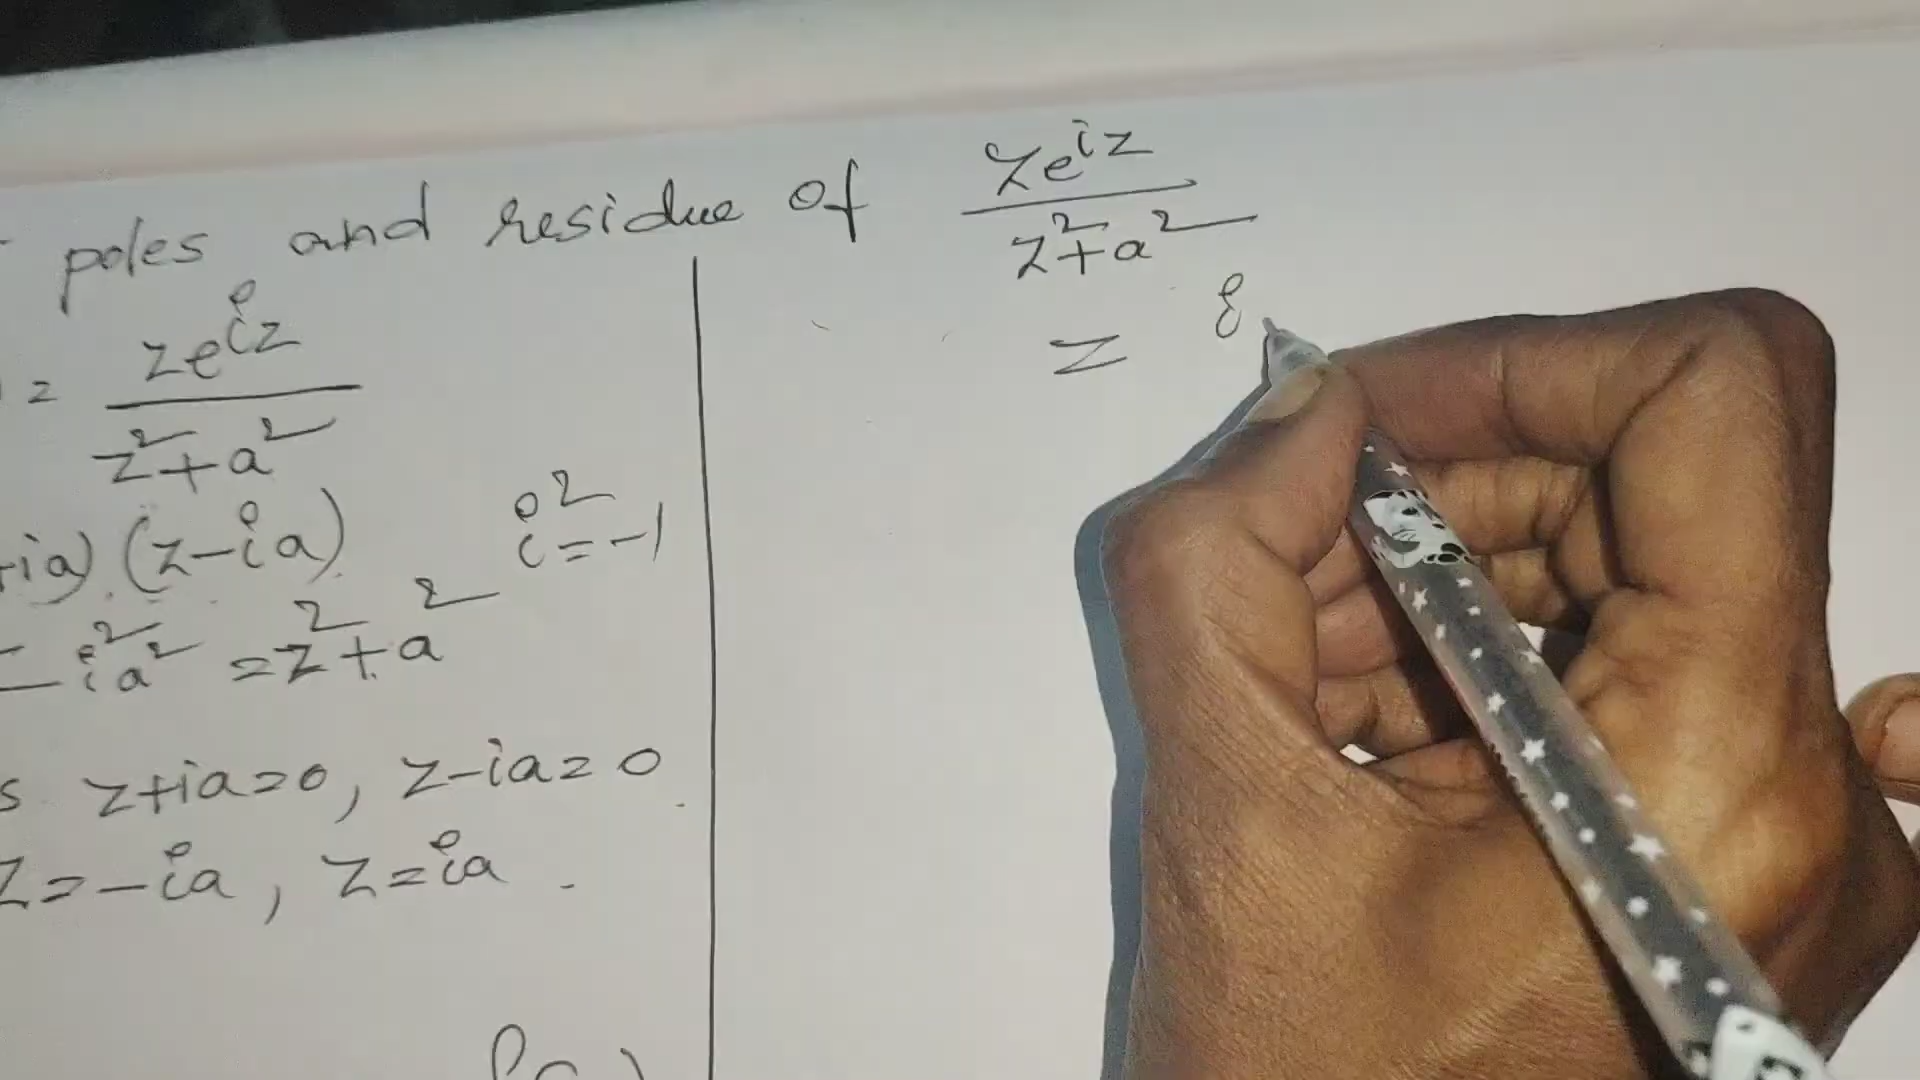 poles and residue of ze^{iz} / z²+a²
= ze^{iz} / z²+a²
+ia) (z-ia)
i² = -1
- i²a² = z²+a²
s z+ia=0, z-ia=0
z=-ia, z=ia.
z